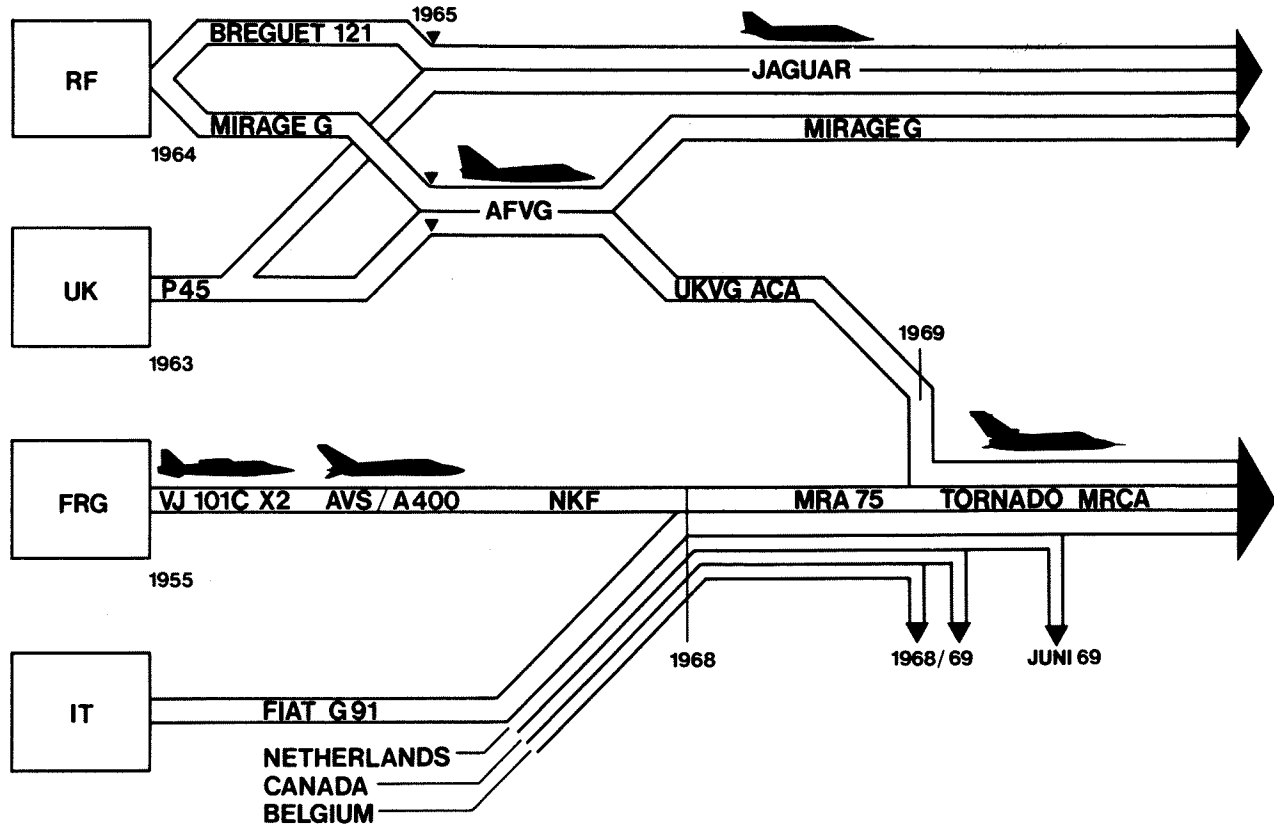 BREGUET 121
1965
RF
JAGUAR
MIRAGE G
MIRAGE G
1964
AFVG
UK
P45
UKVG ACA
1963
1969
FRG
VJ 101C X2
AVS / A400
NKF
MRA 75
TORNADO MRCA
1955
1968
1968/69
JUNI 69
IT
FIAT G91
NETHERLANDS
CANADA
BELGIUM